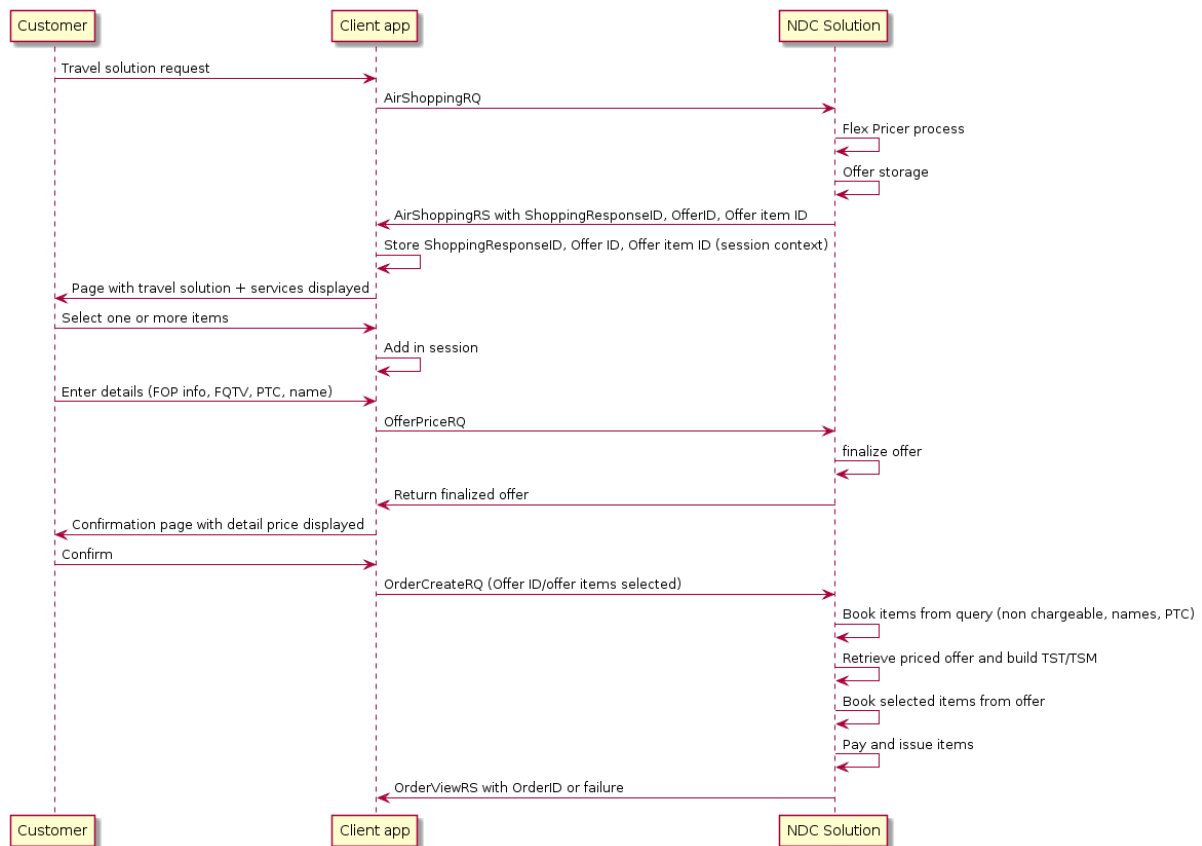 Customer
Client app
NDC Solution
Travel solution request
AirShoppingRQ
Flex Pricer process
Offer storage
AirShoppingRS with ShoppingResponseID, OfferID, Offer item ID
Store ShoppingResponseID, Offer ID, Offer item ID (session context)
Page with travel solution + services displayed
Select one or more items
Add in session
Enter details (FOP info, FQTV, PTC, name)
OfferPriceRQ
finalize offer
Return finalized offer
Confirmation page with detail price displayed
Confirm
OrderCreateRQ (Offer ID/offer items selected)
Book items from query (non chargeable, names, PTC)
Retrieve priced offer and build TST/TSM
Book selected items from offer
Pay and issue items
OrderViewRS with OrderID or failure
Customer
Client app
NDC Solution